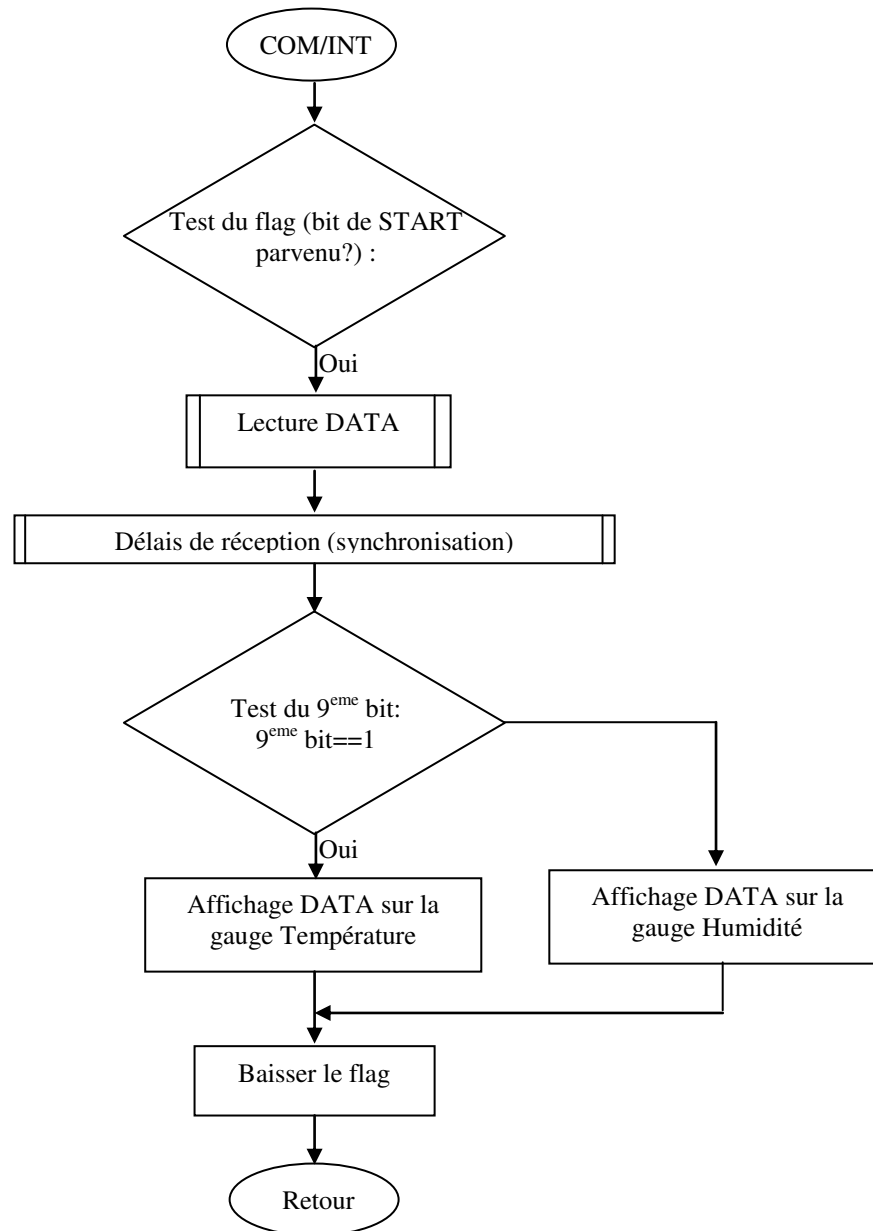 COM/INT
Test du flag (bit de START
parvenu?) :
Oui
Lecture DATA
Délais de réception (synchronisation)
Test du 9eme bit:
9eme bit==1
Oui
Affichage DATA sur la
gauge Température
Affichage DATA sur la
gauge Humidité
Baisser le flag
Retour